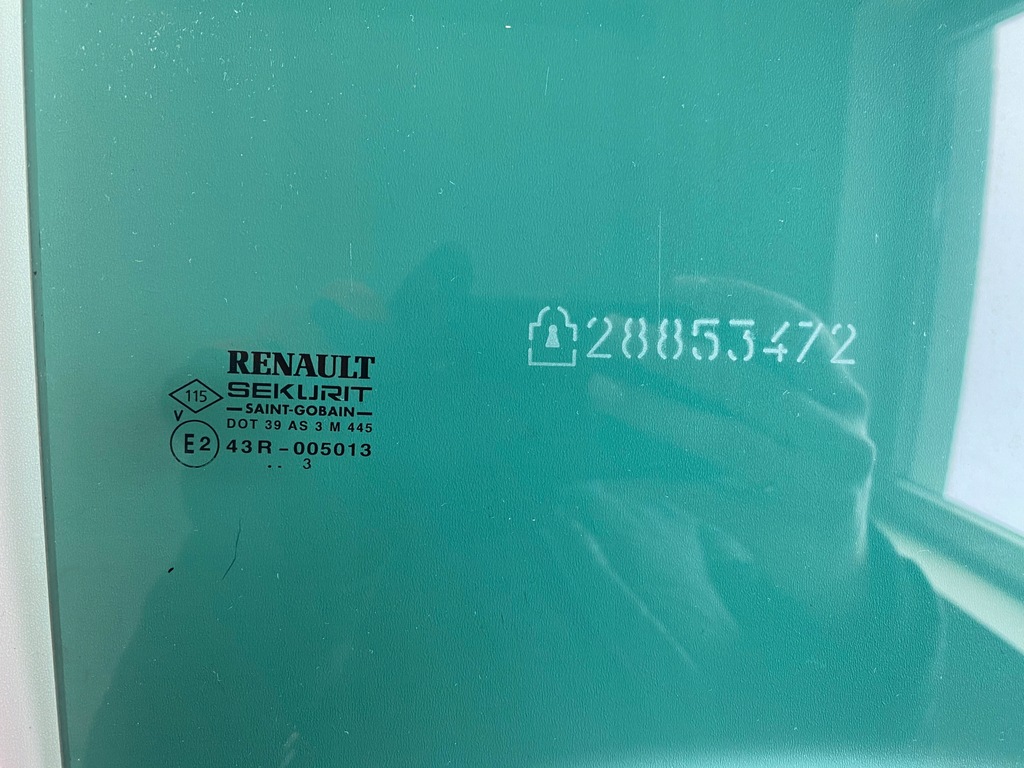 RENAULT
115
SEKURIT
SAINT-GOBAIN
V
DOT 39 AS 3 M 445
E2 43R-005013
.. 3
28853472